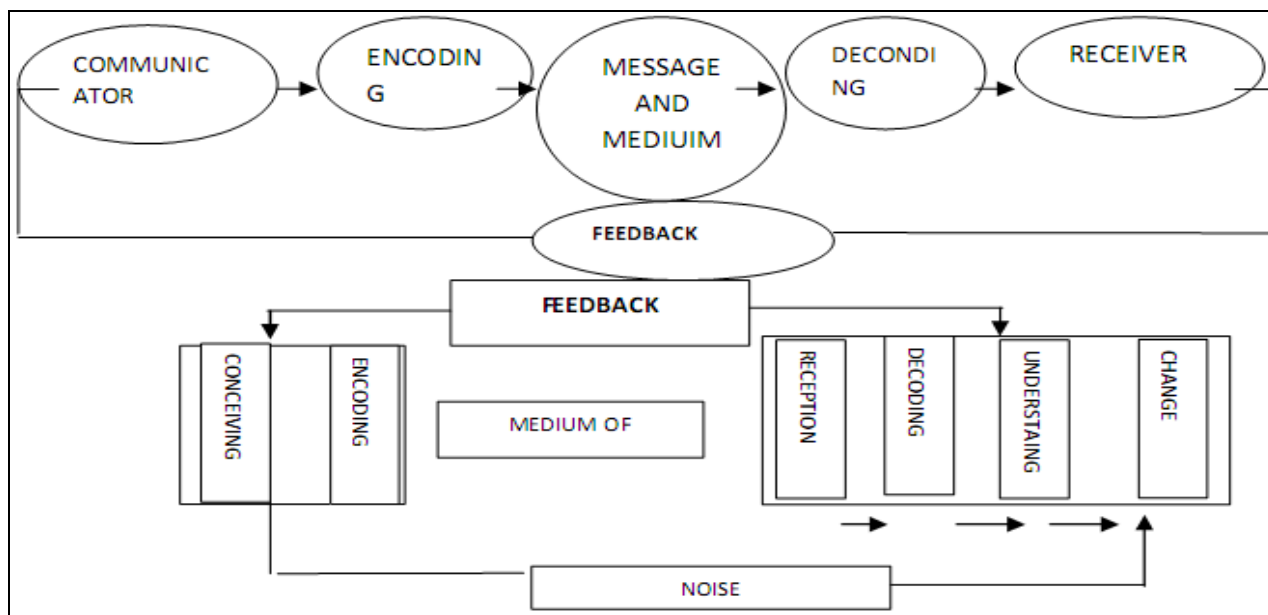 COMMUNIC
ATOR
ENCODIN
G
MESSAGE
AND
MEDIUIM
DECONDI
NG
RECEIVER
FEEDBACK
FEEDBACK
CONCEIVING
ENCODING
MEDIUM OF
RECEPTION
DECODING
UNDERSTAING
CHANGE
NOISE